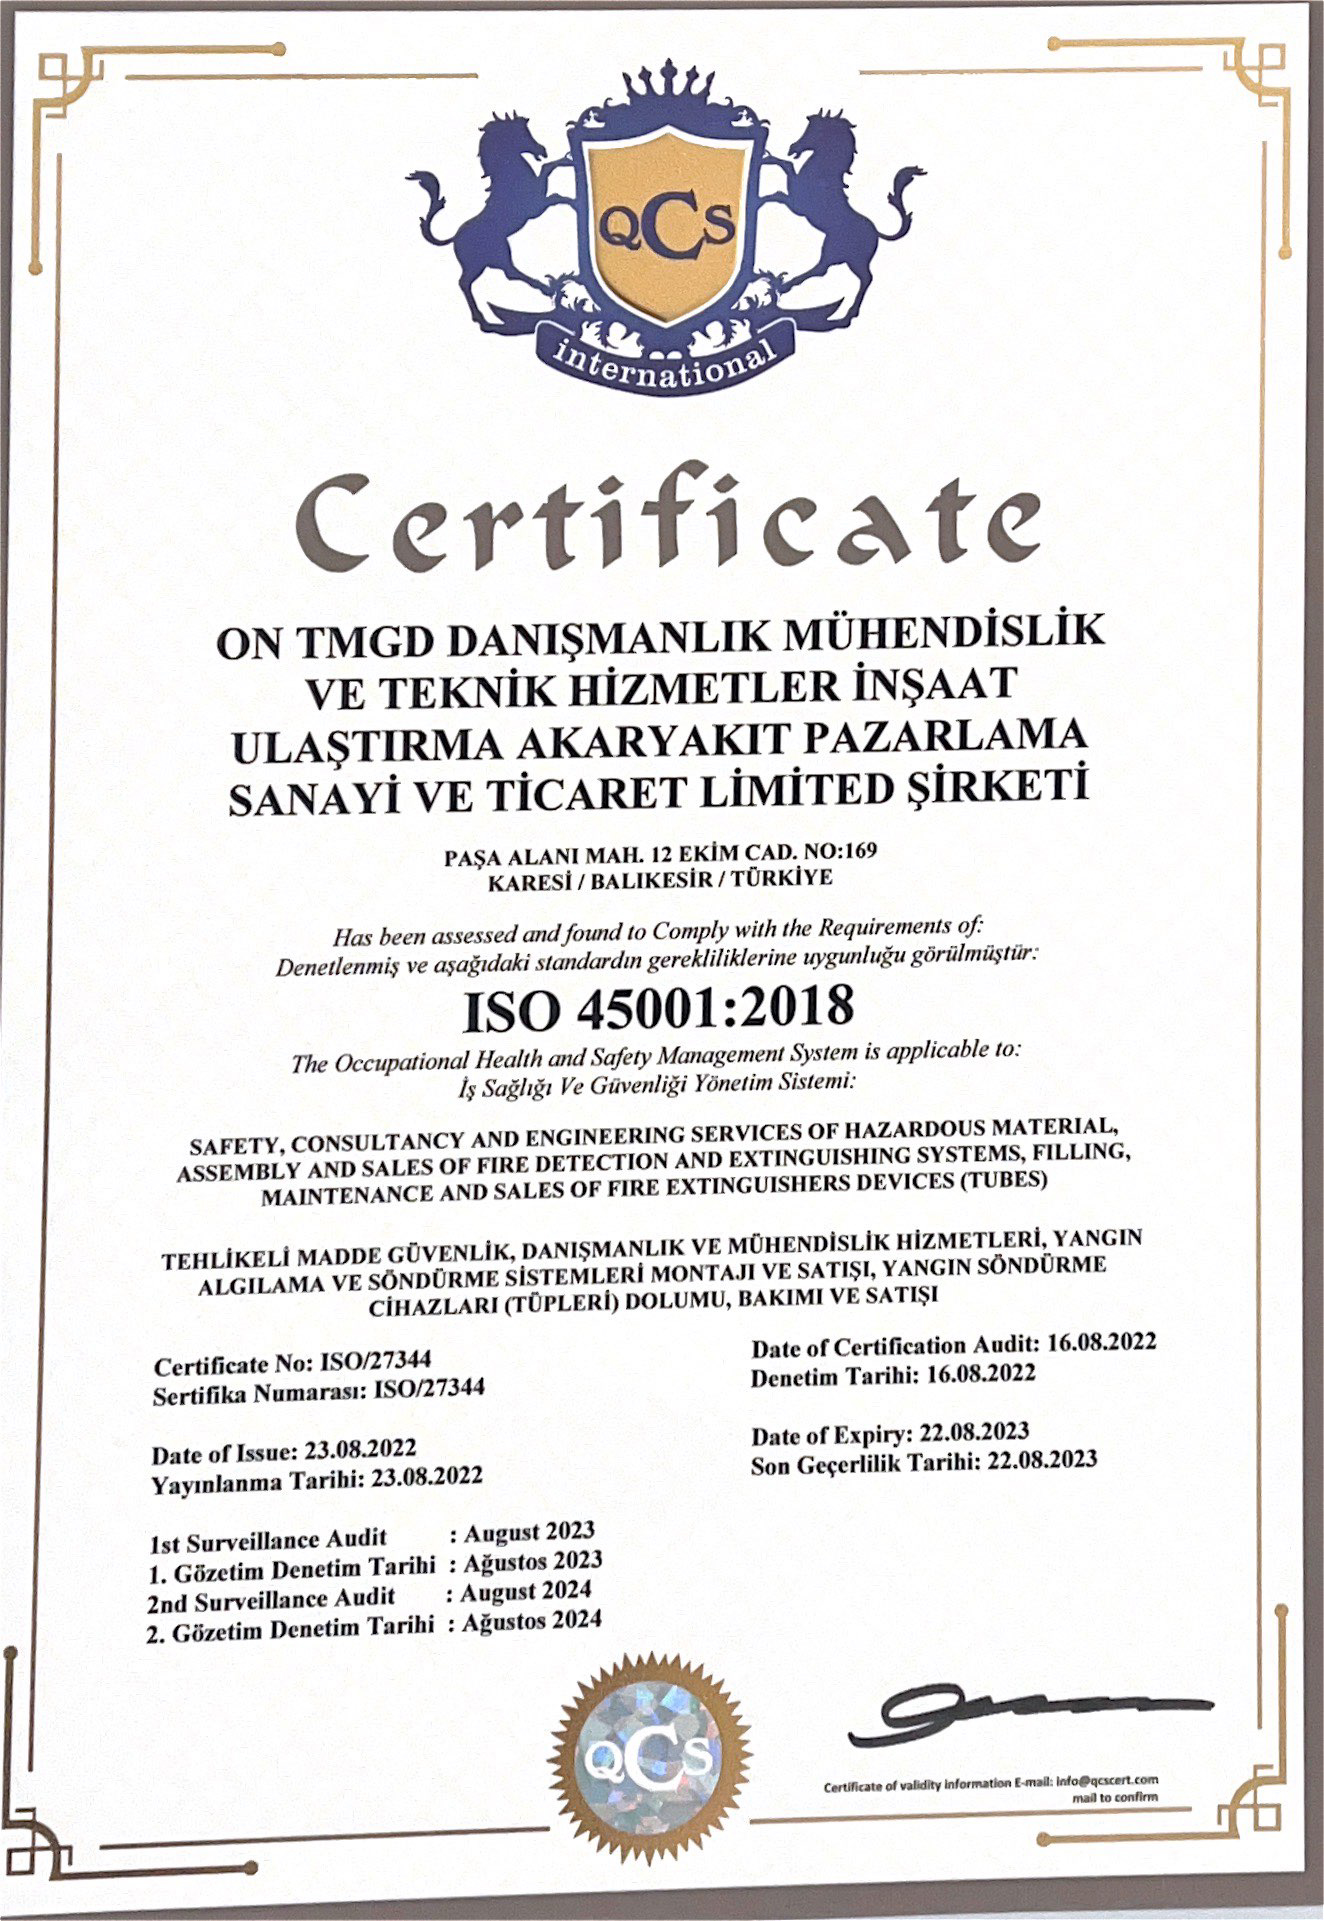 QCS
international
Certificate
ON TMGD DANIŞMANLIK MÜHENDİSLİK
VE TEKNİK HİZMETLER İNŞAAT
ULAŞTIRMA AKARYAKIT PAZARLAMA
SANAYİ VE TİCARET LİMİTED ŞİRKETİ
PAŞA ALANI MAH. 12 EKİM CAD. NO:169
KARESİ / BALIKESİR / TÜRKİYE
Has been assessed and found to Comply with the Requirements of:
Denetlenmiş ve aşağıdaki standardın gerekliliklerine uygunluğu görülmüştür:
ISO 45001:2018
The Occupational Health and Safety Management System is applicable to:
İş Sağlığı Ve Güvenliği Yönetim Sistemi:
SAFETY, CONSULTANCY AND ENGINEERING SERVICES OF HAZARDOUS MATERIAL,
ASSEMBLY AND SALES OF FIRE DETECTION AND EXTINGUISHING SYSTEMS, FILLING,
MAINTENANCE AND SALES OF FIRE EXTINGUISHERS DEVICES (TUBES)
TEHLİKELİ MADDE GÜVENLİK, DANIŞMANLIK VE MÜHENDİSLİK HİZMETLERİ, YANGIN
ALGILAMA VE SÖNDÜRME SİSTEMLERİ MONTAJI VE SATIŞI, YANGIN SÖNDÜRME
CİHAZLARI (TÜPLERİ) DOLUMU, BAKIMI VE SATIŞI
Certificate No: ISO/27344
Sertifika Numarası: ISO/27344
Date of Certification Audit: 16.08.2022
Denetim Tarihi: 16.08.2022
Date of Issue: 23.08.2022
Yayınlanma Tarihi: 23.08.2022
Date of Expiry: 22.08.2023
Son Geçerlilik Tarihi: 22.08.2023
1st Surveillance Audit : August 2023
1. Gözetim Denetim Tarihi : Ağustos 2023
2nd Surveillance Audit : August 2024
2. Gözetim Denetim Tarihi : Ağustos 2024
QCS
Certificate of validity information E-mail: info@qcscert.com
mail to confirm